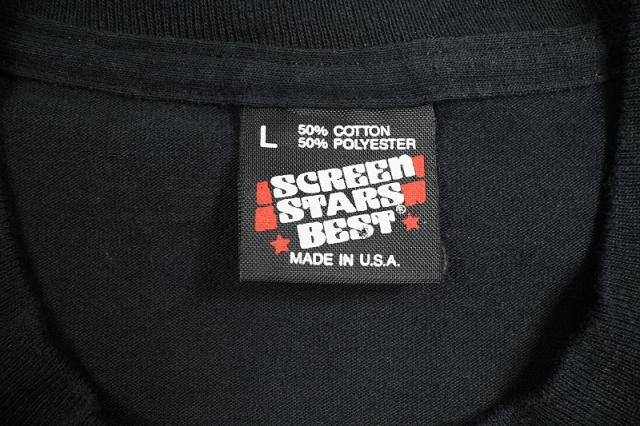 L 50% COTTON
50% POLYESTER
SCREEN
STARS
BEST®
MADE IN U.S.A.